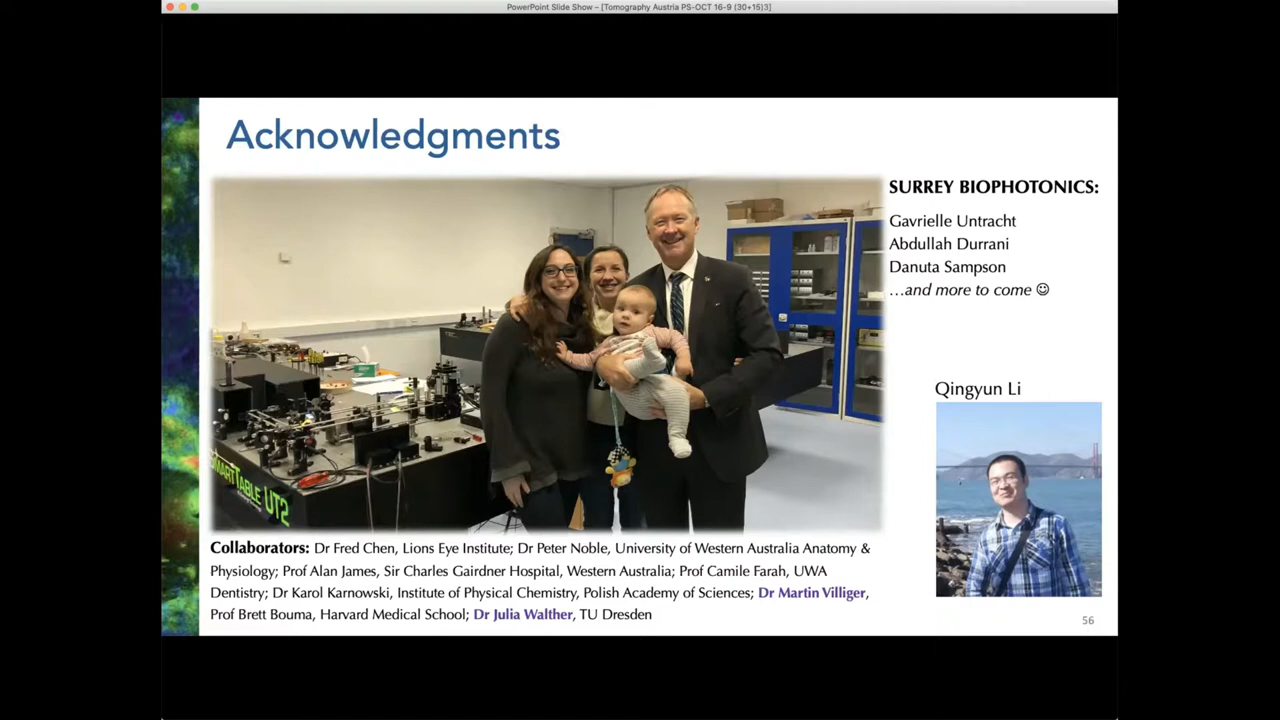 PowerPoint Slide Show - [Tomography Austria PS-OCT 16-9 (30+15)3]
Acknowledgments
SURREY BIOPHOTONICS:
Gavrielle Untracht
Abdullah Durrani
Danuta Sampson
…and more to come ☺
Qingyun Li
SMARTTABLE UT2
Collaborators: Dr Fred Chen, Lions Eye Institute; Dr Peter Noble, University of Western Australia Anatomy &
Physiology; Prof Alan James, Sir Charles Gairdner Hospital, Western Australia; Prof Camile Farah, UWA
Dentistry; Dr Karol Karnowski, Institute of Physical Chemistry, Polish Academy of Sciences; Dr Martin Villiger,
Prof Brett Bouma, Harvard Medical School; Dr Julia Walther, TU Dresden
56